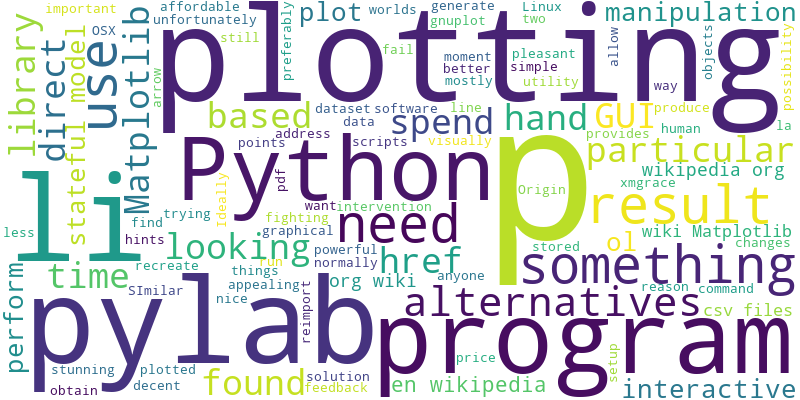 important
affordable
unfortunately
OSX
still
plot
worlds
generate
gnuplot
Linux
two
preferably
plotting
manipulation
fail
moment
better
mostly
pleasant
simple
utility
allow
objects
way
possibility
library
direct
stateful model
use
Matplotlib
arrow
based
dataset
software
line
data
spend
hand
GUI
produce
scripts
address
visually
provides
human
la
particular
points
Python
pdf
p
Origin
wikipedia org
xmgrace
result
li
Ideally
want
intervention
need
fighting
graphical
less
find
trying
hints
looking
powerful
normally
href
anyone
stored
ol
wiki Matplotlib
changes
something
reason
command
time
recreate
things
run
appealing
org wiki
perform
SImilar
nice
reimport
alternatives
csv files
pylab
program
price
setup
stunning
plotted
decent
obtain
found
solution
feedback
en wikipedia
interactive